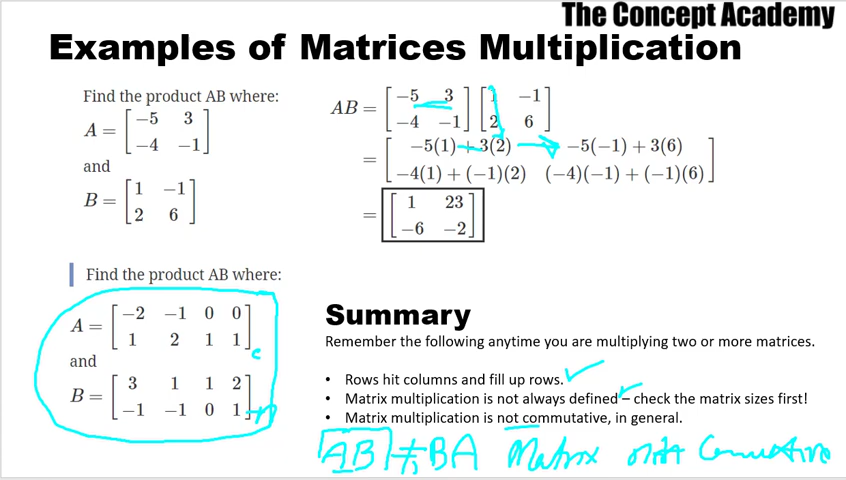 The Concept Academy
Examples of Matrices Multiplication
Find the product AB where:
A = [ −5 3
−4 −1 ]
and
B = [ 1 −1
2 6 ]
AB = [ −5 3 ] [ 1 −1 ]
[ −4 −1 ] [ 2 6 ]
= [ −5(1) + 3(2) −5(−1) + 3(6)
−4(1) + (−1)(2) (−4)(−1) + (−1)(6) ]
= [ 1 23
−6 −2 ]
Find the product AB where:
A = [ −2 −1 0 0
1 2 1 1 ]
c
and
B = [ 3 1 1 2
−1 −1 0 1 ]
Summary
Remember the following anytime you are multiplying two or more matrices.
• Rows hit columns and fill up rows.
• Matrix multiplication is not always defined – check the matrix sizes first!
• Matrix multiplication is not commutative, in general.
AB ≠ BA Matrix